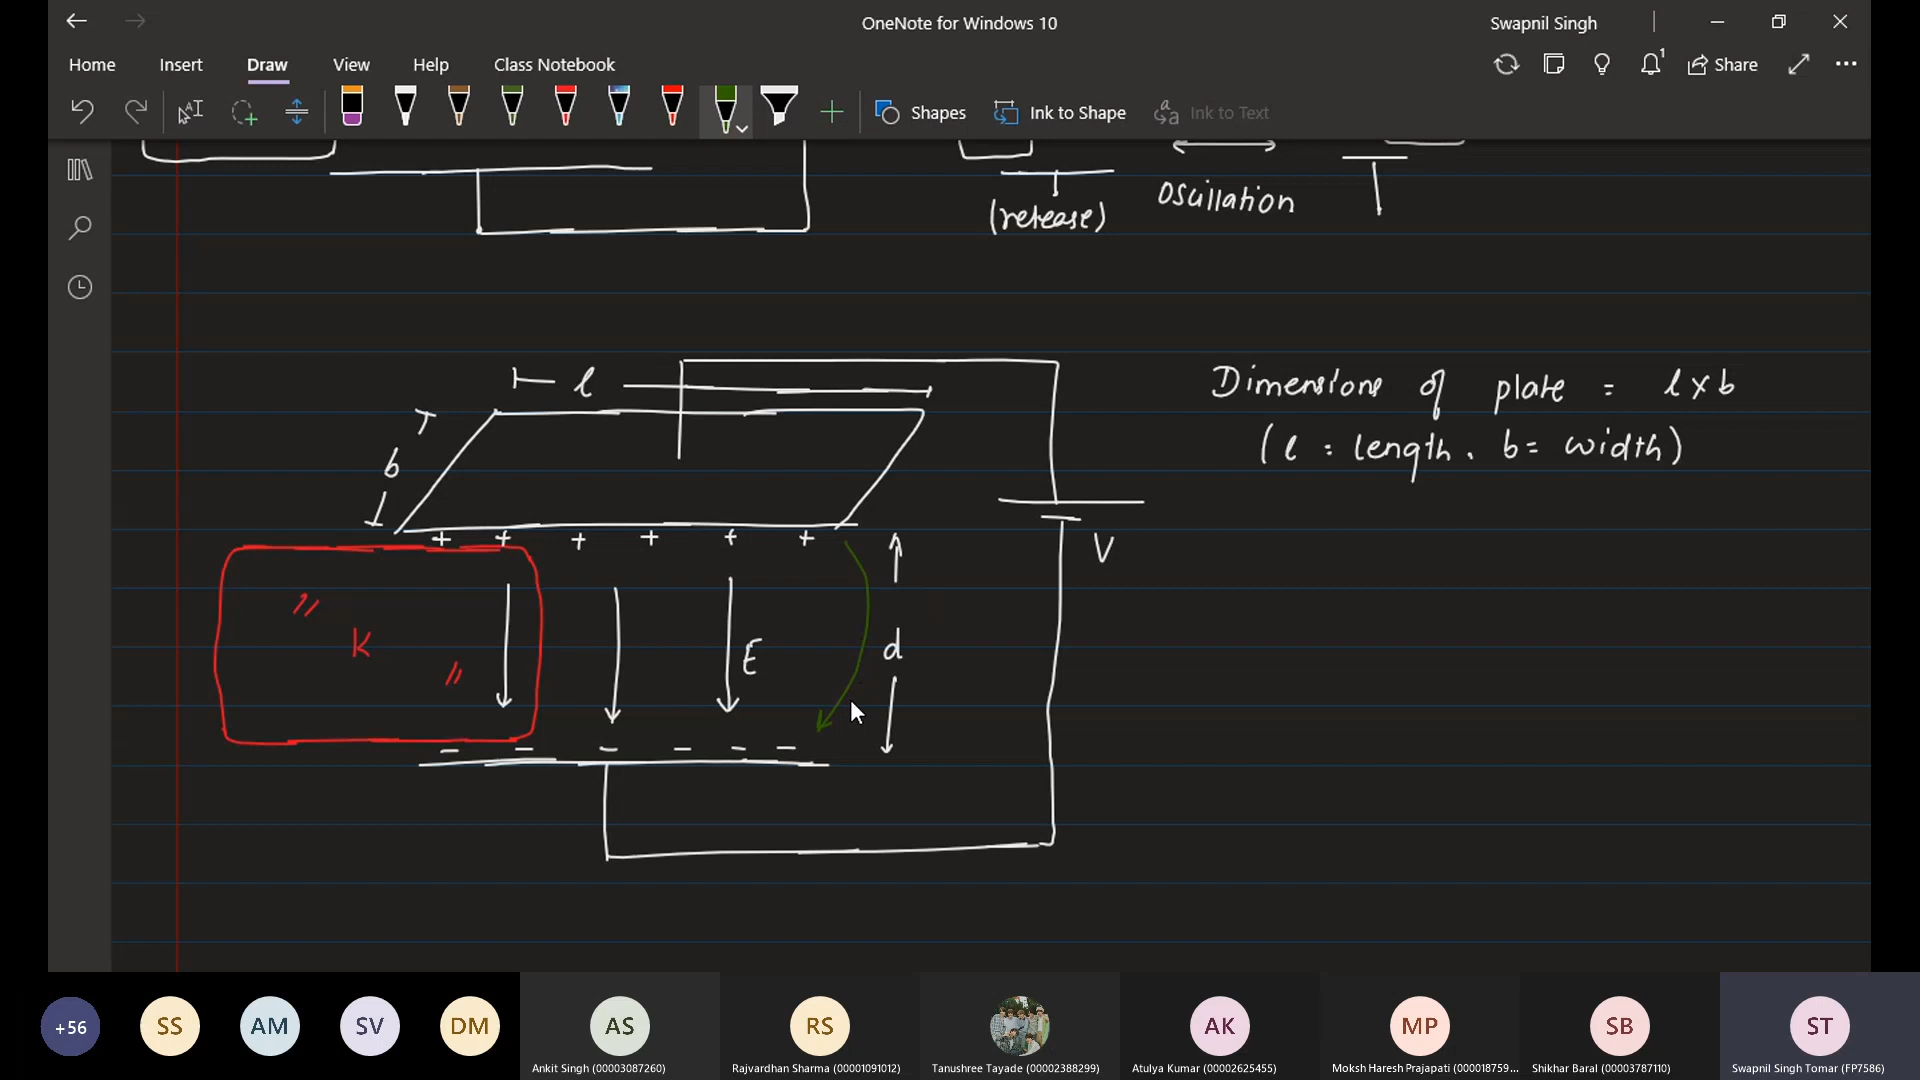 OneNote for Windows 10
Swapnil Singh
Home Insert Draw View Help Class Notebook
1
Share
Shapes Ink to Shape Ink to Text
(release)
Oscillation
l
b
Dimensions of plate = l x b
(l = length, b = width)
+ + + + + +
V
K
E
d
- - - - - -
+56 SS AM SV DM AS RS AK MP SB ST
Ankit Singh (00003087260)
Rajvardhan Sharma (00001091012)
Tanushree Tayade (00002388299)
Atulya Kumar (00002625455)
Moksh Haresh Prajapati (000018759...
Shikhar Baral (00003787110)
Swapnil Singh Tomar (FP7586)